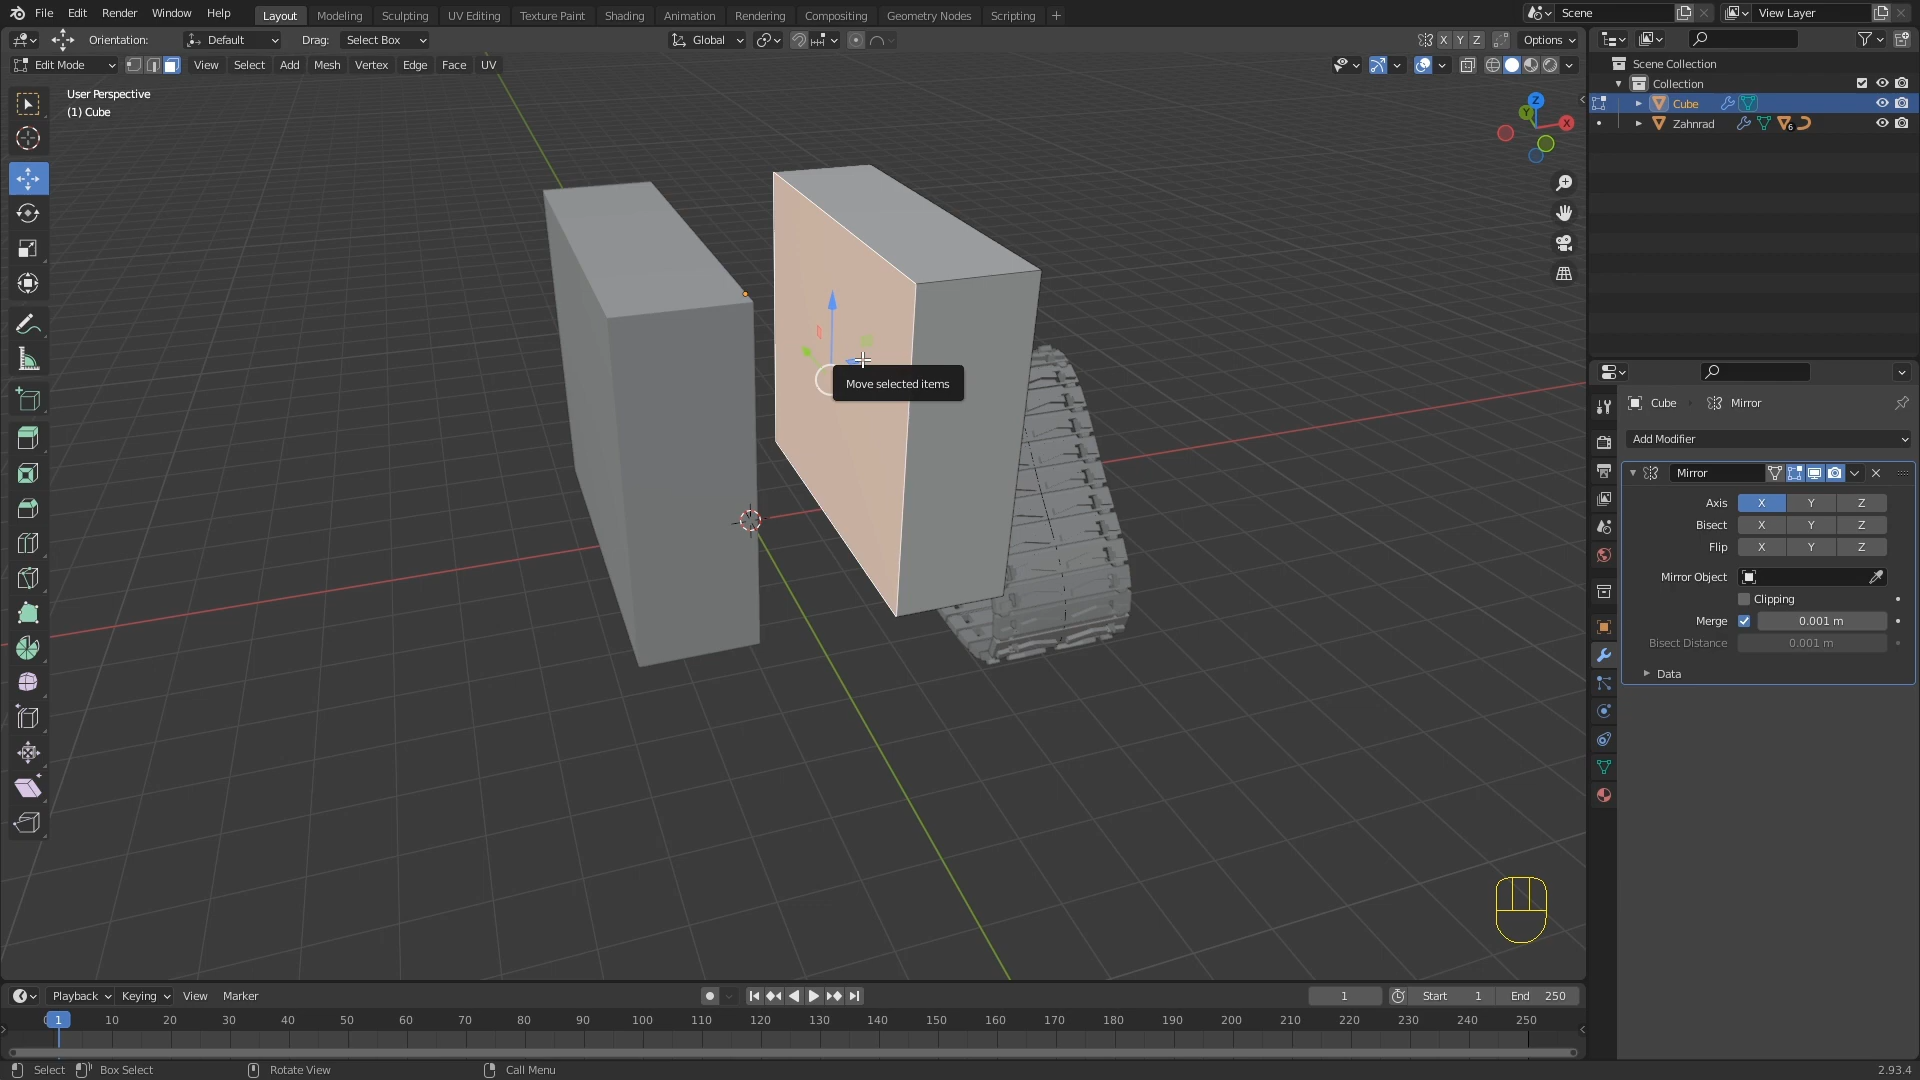 File Edit Render Window Help Layout Modeling Sculpting UV Editing Texture Paint Shading Animation Rendering Compositing Geometry Nodes Scripting + Scene View Layer
Orientation: Default Drag: Select Box Global X Y Z Options
Edit Mode View Select Add Mesh Vertex Edge Face UV
User Perspective
(1) Cube
Z
Y
X
Move selected items
Scene Collection
Collection
Cube
Zahnrad 6
Cube Mirror
Add Modifier
Mirror
Axis X Y Z
Bisect X Y Z
Flip X Y Z
Mirror Object
Clipping
Merge 0.001 m
Bisect Distance 0.001 m
Data
Playback Keying View Marker 1 Start 1 End 250
1 10 20 30 40 50 60 70 80 90 100 110 120 130 140 150 160 170 180 190 200 210 220 230 240 250
Select Box Select Rotate View Call Menu 2.93.4